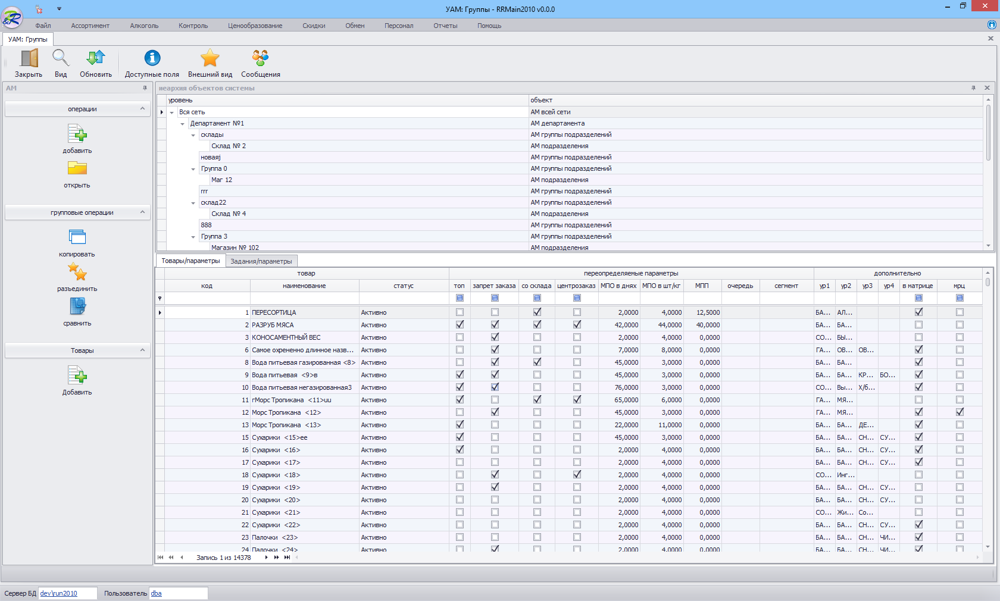 УАМ: Группы - RRMain2010 v0.0.0
&R
Файл Ассортимент Алкоголь Контроль Ценообразование Скидки Обмен Персонал Отчеты Помощь
УАМ: Группы
Закрыть Вид Обновить Доступные поля Внешний вид Сообщения
АМ
операции
добавить
открыть
групповые операции
копировать
разъединить
сравнить
Товары
Добавить
иеархия объектов системы
уровень объект
Вся сеть АМ всей сети
Департамент №1 АМ департамента
склады АМ группы подразделений
Склад № 2 АМ подразделения
новаяj АМ группы подразделений
Группа 0 АМ группы подразделений
Маг 12 АМ подразделения
rrr АМ группы подразделений
склад22 АМ группы подразделений
Склад № 4 АМ подразделения
888 АМ группы подразделений
Группа 3 АМ группы подразделений
Магазин № 102 АМ подразделения
Товары/параметры Задания/параметры
товар переопределяемые параметры дополнительно
код наименование статус топ запрет заказа со склада центрозаказ МПО в днях МПО в шт/кг МПП очередь сегмент ур1 ур2 ур3 ур4 в матрице мрц
1 ПЕРЕСОРТИЦА Активно 2,0000 4,0000 12,5000 БА... АЛ...
2 РАЗРУБ МЯСА Активно 42,0000 44,0000 40,0000 БА... БА...
3 КОНОСАМЕНТНЫЙ ВЕС Активно 2,0000 4,0000 0,0000 СО... БЫ...
6 Самое охрененно длинное назв... Активно 7,0000 8,0000 0,0000 ГА... ОВ... ОВ...
8 Вода питьевая газированная <8> Активно 45,0000 3,0000 0,0000 БА... БА...
9 Вода питьевая <9>в Активно 45,0000 3,0000 0,0000 БА... БА... КР... БО...
10 Вода питьевая негазированная3 Активно 76,0000 3,0000 0,0000 СО... Вы... Х/б...
11 гМорс Тропикана <11>uu Активно 65,0000 6,0000 0,0000 ГА... МЯ...
12 Морс Тропикана <12> Активно 45,0000 3,0000 0,0000 ГА... МЯ...
13 Морс Тропикана <13> Активно 22,0000 11,0000 0,0000 БА... БА... ДЕ...
15 Сухарики <15>ее Активно 45,0000 3,0000 0,0000 БА... БА... СН... СУ...
16 Сухарики <16> Активно 2,0000 4,0000 0,0000 БА... БА... СН... СУ...
17 Сухарики <17> Активно 2,0000 4,0000 0,0000 БА... БА... СН... СУ...
18 Сухарики <18> Активно 2,0000 4,0000 0,0000 СО... Инг...
19 Сухарики <19> Активно 2,0000 4,0000 0,0000 БА... БА... СН... СУ...
20 Сухарики <20> Активно 2,0000 4,0000 0,0000 БА... БА... СН... СУ...
21 Сухарики <21> Активно 2,0000 4,0000 0,0000 СО... Жи... Со...
22 Сухарики <22> Активно 2,0000 4,0000 0,0000 БА... БА... СН... СУ...
23 Палочки <23> Активно 2,0000 4,0000 0,0000 БА... БА... СН... ЧИ...
24 Палочки <24> Активно 2,0000 4,0000 0,0000 БА... БА... СН... ЧИ...
Запись 1 из 14378
Сервер БД dev\run2010 Пользователь dba